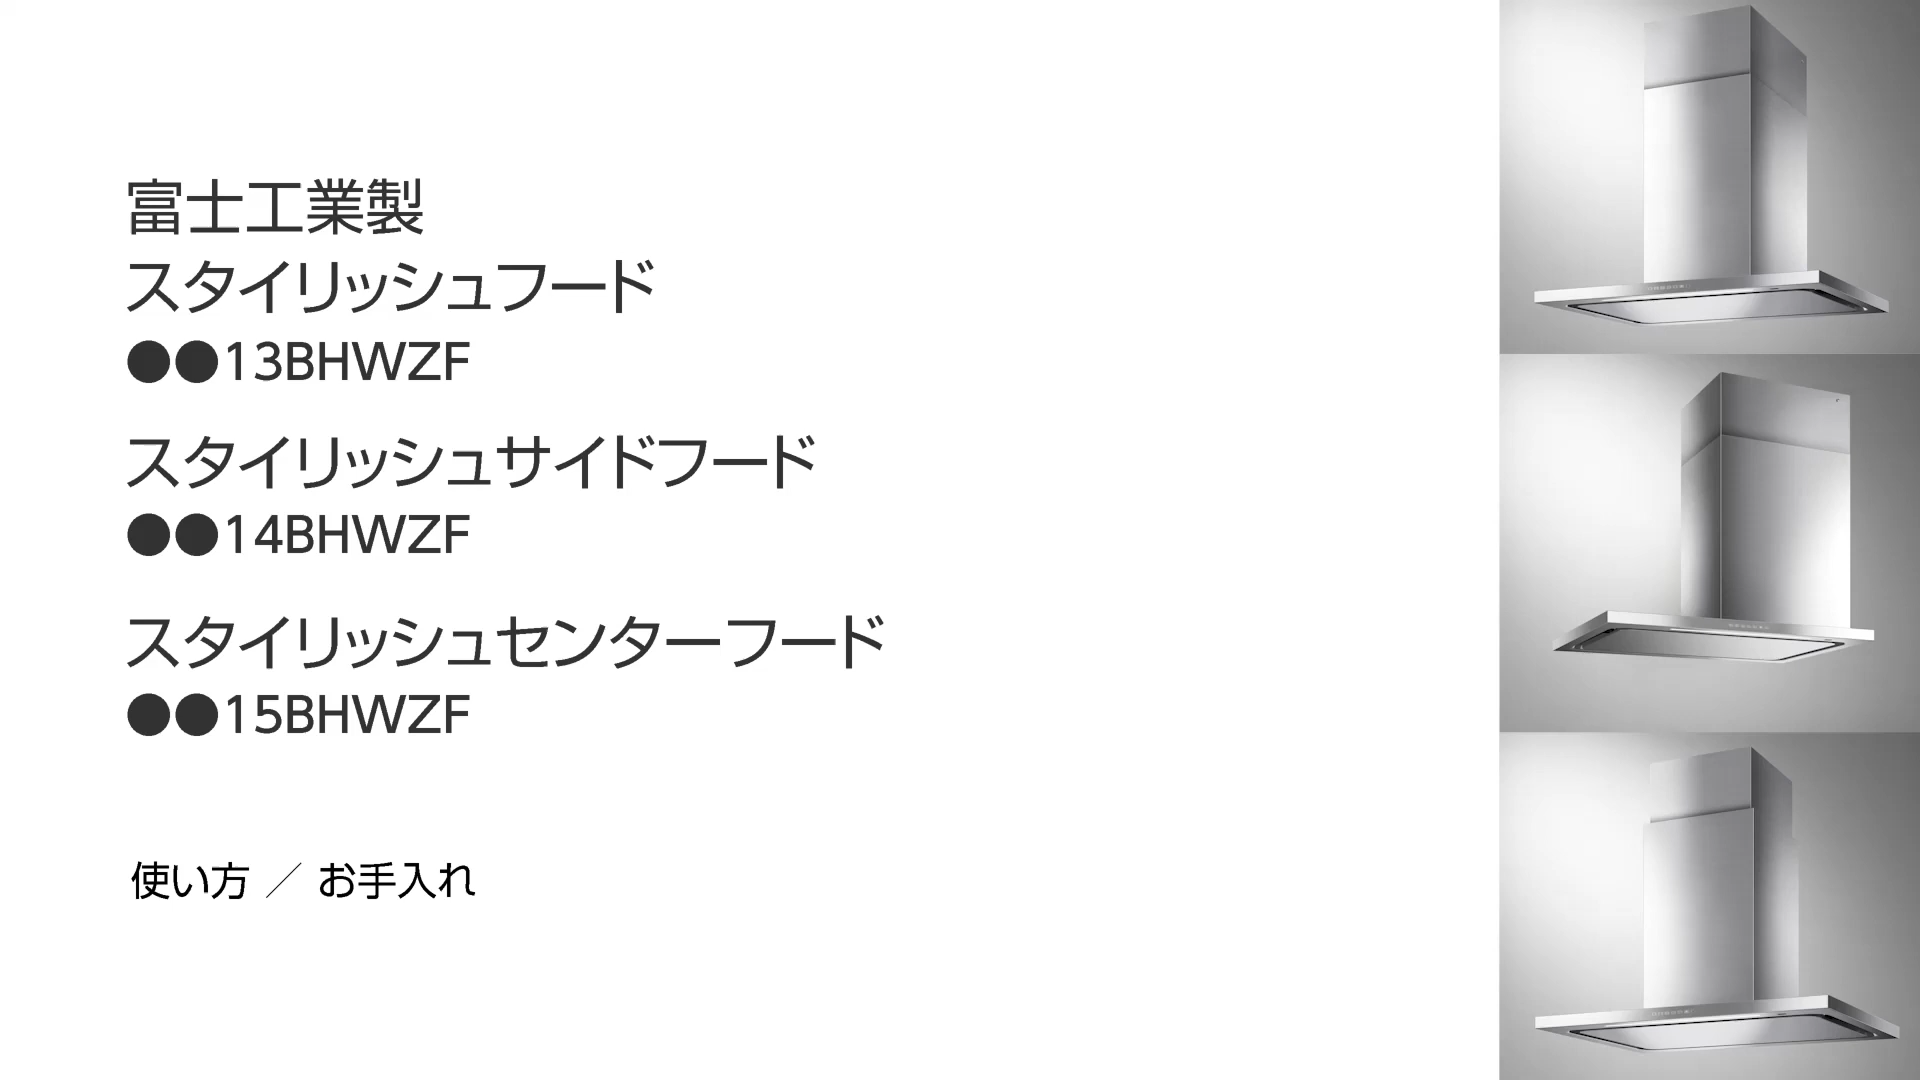 富士工業製
スタイリッシュフード
●●13BHWZF
スタイリッシュサイドフード
●●14BHWZF
スタイリッシュセンターフード
●●15BHWZF
使い方 ／ お手入れ